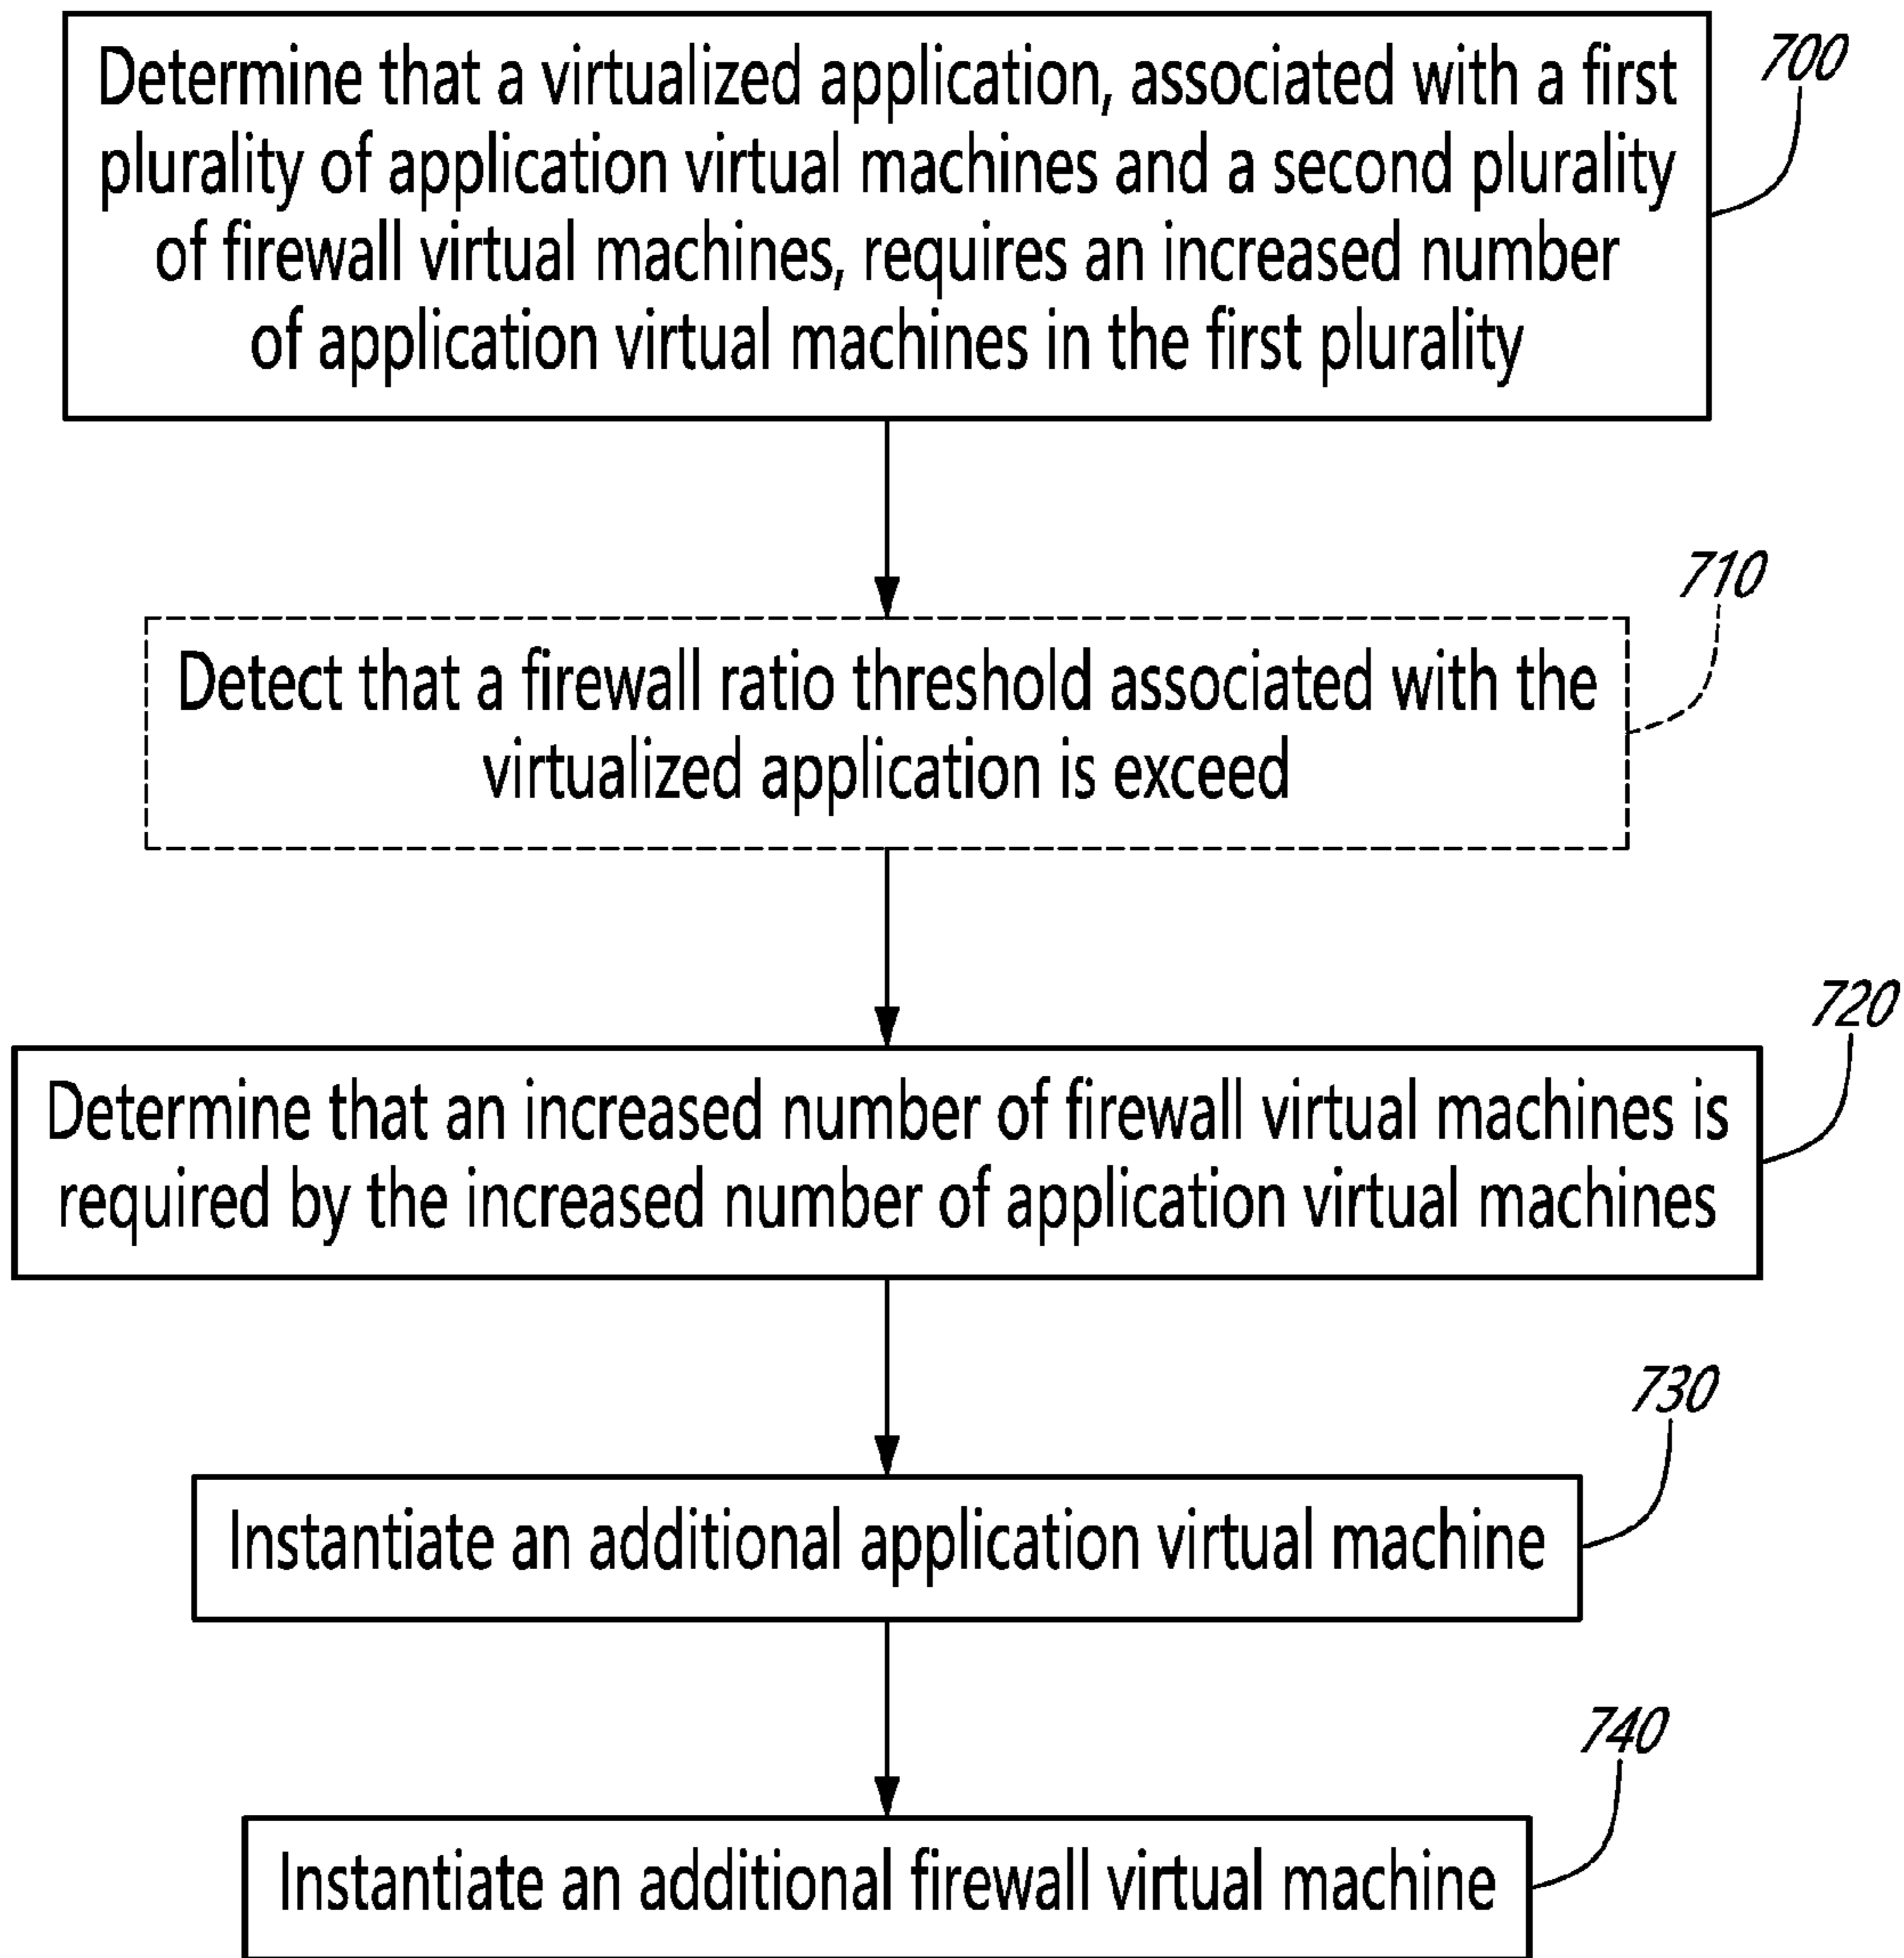 Determine that a virtualized application, associated with a first
plurality of application virtual machines and a second plurality
of firewall virtual machines, requires an increased number
of application virtual machines in the first plurality
700
Detect that a firewall ratio threshold associated with the
virtualized application is exceed
710
Determine that an increased number of firewall virtual machines is
required by the increased number of application virtual machines
720
Instantiate an additional application virtual machine
730
Instantiate an additional firewall virtual machine
740